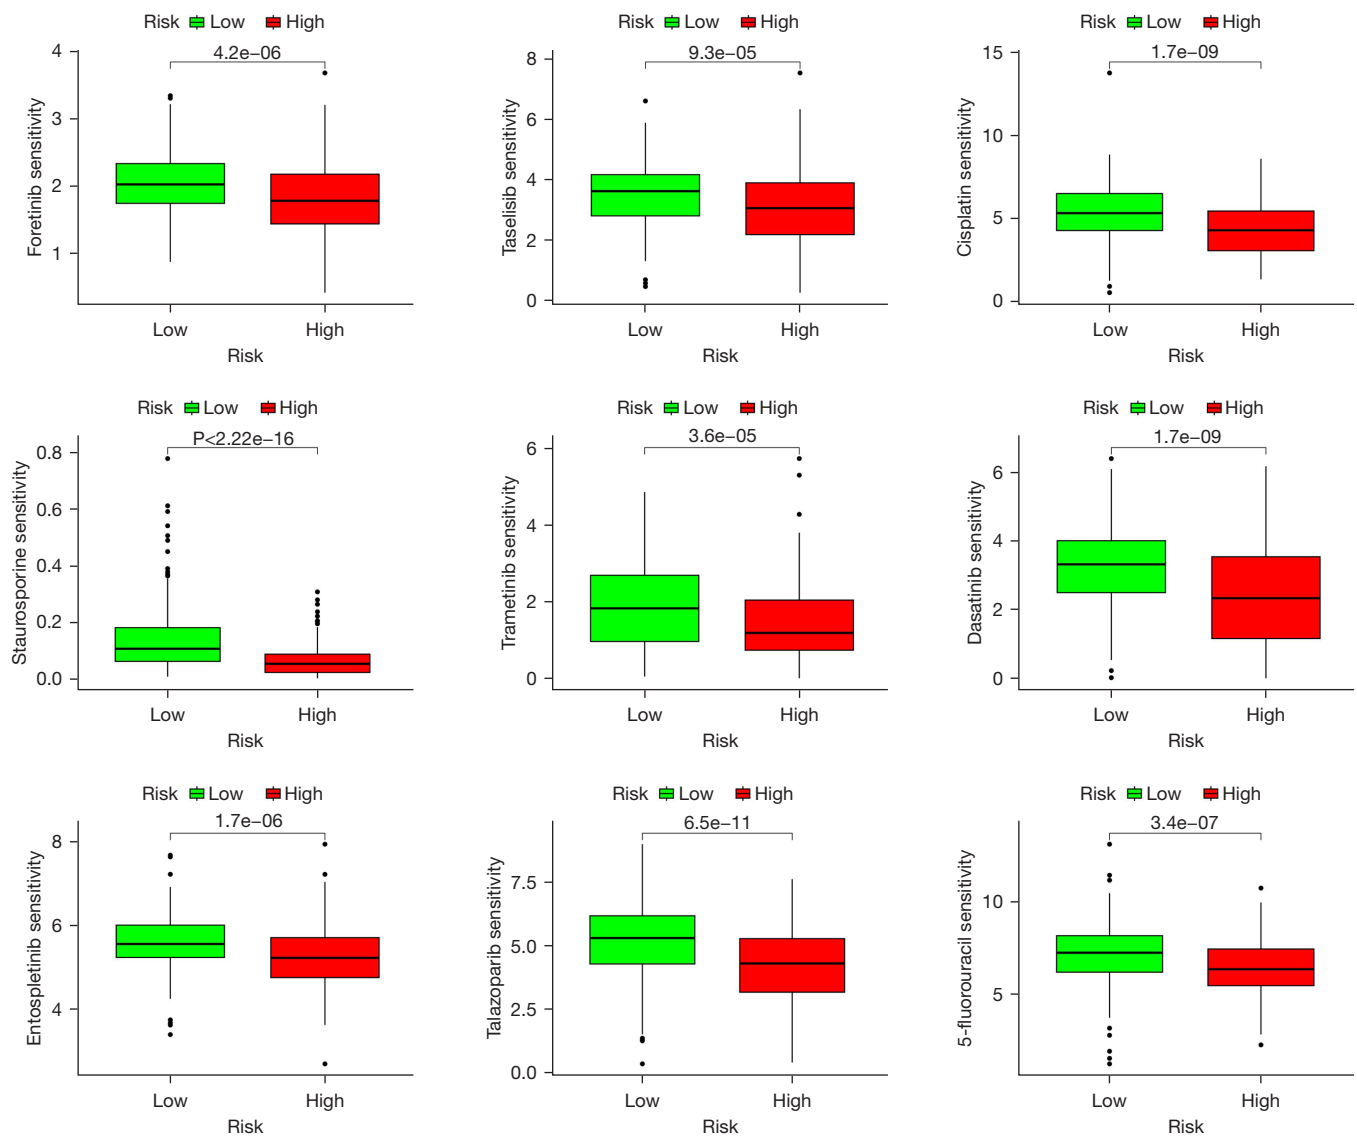 Risk Low High
4.2e−06
Foretinib sensitivity
4
3
2
1
Low High
Risk
Risk Low High
9.3e−05
Taselisib sensitivity
8
6
4
2
0
Low High
Risk
Risk Low High
1.7e−09
Cisplatin sensitivity
15
10
5
0
Low High
Risk
Risk Low High
P<2.22e−16
Staurosporine sensitivity
0.8
0.6
0.4
0.2
0.0
Low High
Risk
Risk Low High
3.6e−05
Trametinib sensitivity
6
4
2
0
Low High
Risk
Risk Low High
1.7e−09
Dasatinib sensitivity
6
4
2
0
Low High
Risk
Risk Low High
1.7e−06
Entospletinib sensitivity
8
6
4
Low High
Risk
Risk Low High
6.5e−11
Talazoparib sensitivity
7.5
5.0
2.5
0.0
Low High
Risk
Risk Low High
3.4e−07
5-fluorouracil sensitivity
10
5
Low High
Risk